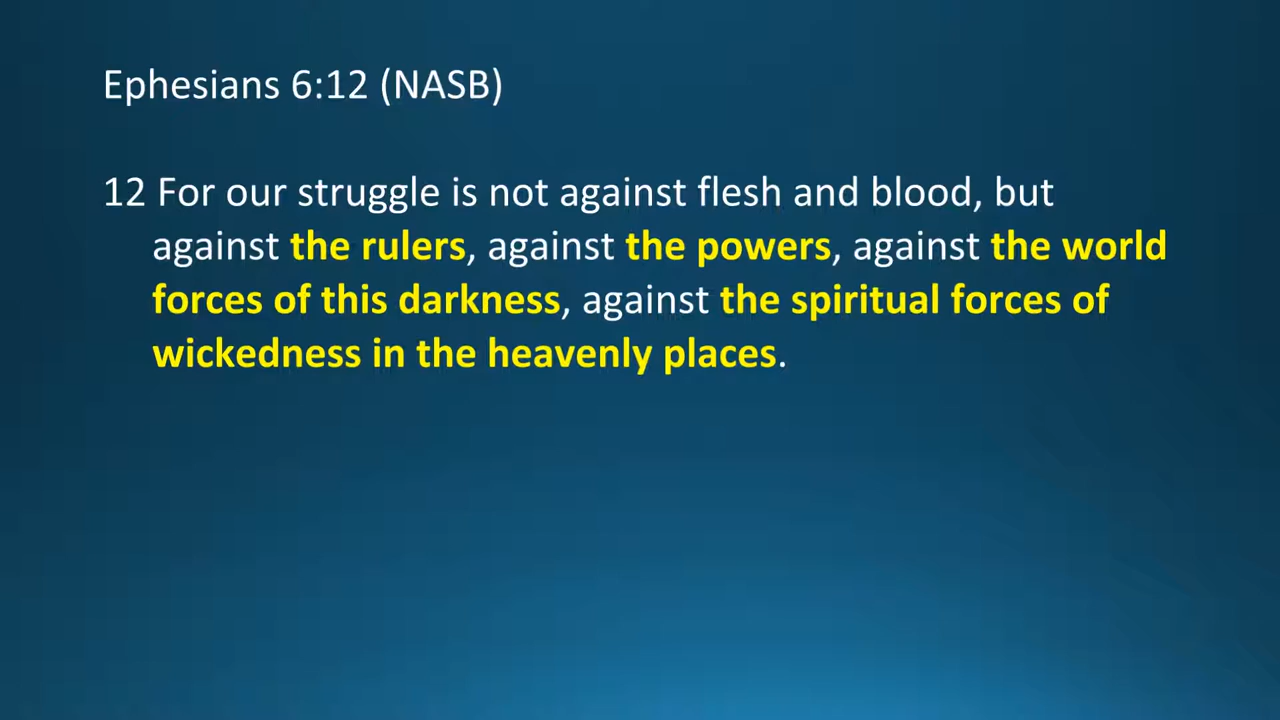 Ephesians 6:12 (NASB)
12 For our struggle is not against flesh and blood, but
against the rulers, against the powers, against the world
forces of this darkness, against the spiritual forces of
wickedness in the heavenly places.